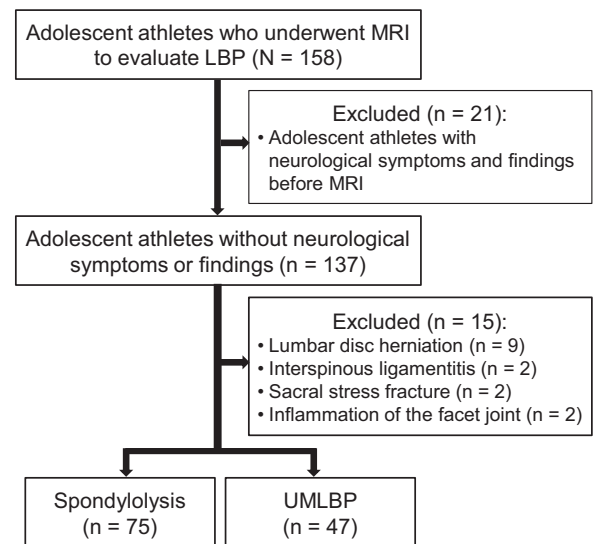 Adolescent athletes who underwent MRI
to evaluate LBP (N = 158)
Excluded (n = 21):
• Adolescent athletes with
neurological symptoms and findings
before MRI
Adolescent athletes without neurological
symptoms or findings (n = 137)
Excluded (n = 15):
• Lumbar disc herniation (n = 9)
• Interspinous ligamentitis (n = 2)
• Sacral stress fracture (n = 2)
• Inflammation of the facet joint (n = 2)
Spondylolysis
(n = 75)
UMLBP
(n = 47)